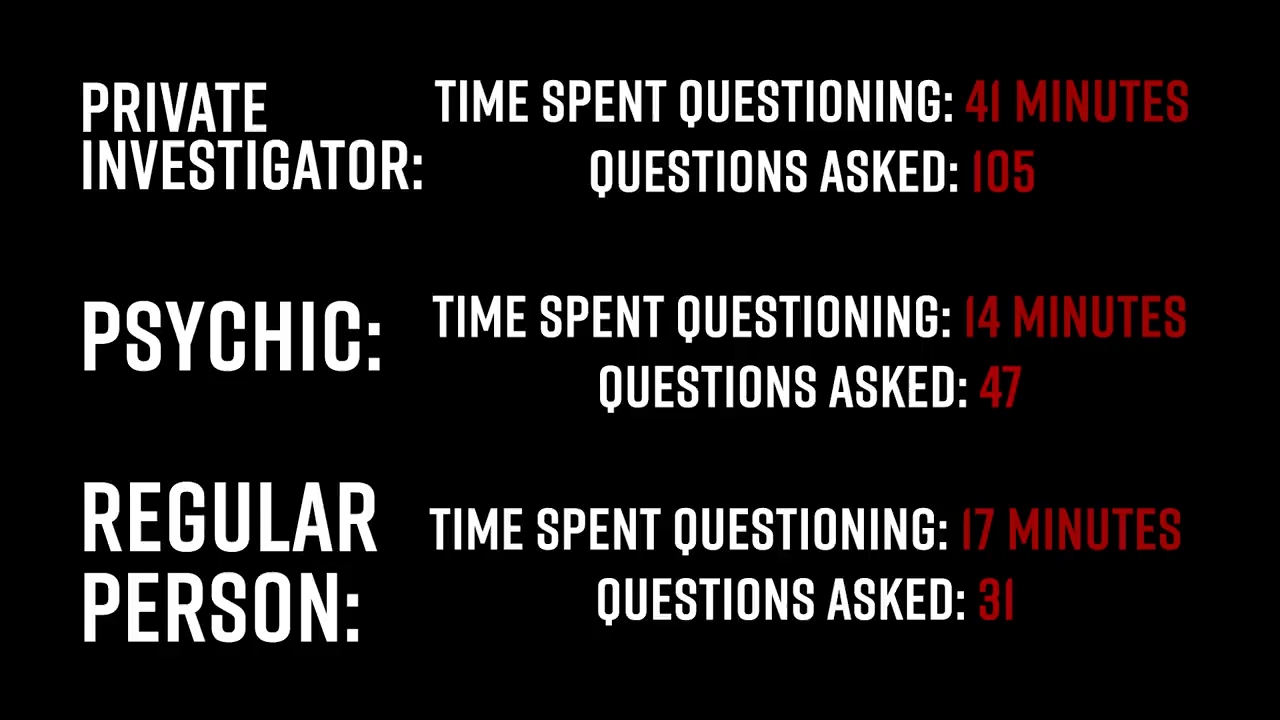 PRIVATE
INVESTIGATOR:
TIME SPENT QUESTIONING: 41 MINUTES
QUESTIONS ASKED: 105
PSYCHIC:
TIME SPENT QUESTIONING: 14 MINUTES
QUESTIONS ASKED: 47
REGULAR
PERSON:
TIME SPENT QUESTIONING: 17 MINUTES
QUESTIONS ASKED: 31